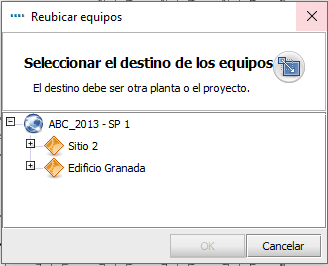 Reubicar equipos
Seleccionar el destino de los equipos
El destino debe ser otra planta o el proyecto.
ABC_2013 - SP 1
Sitio 2
Edificio Granada
OK
Cancelar